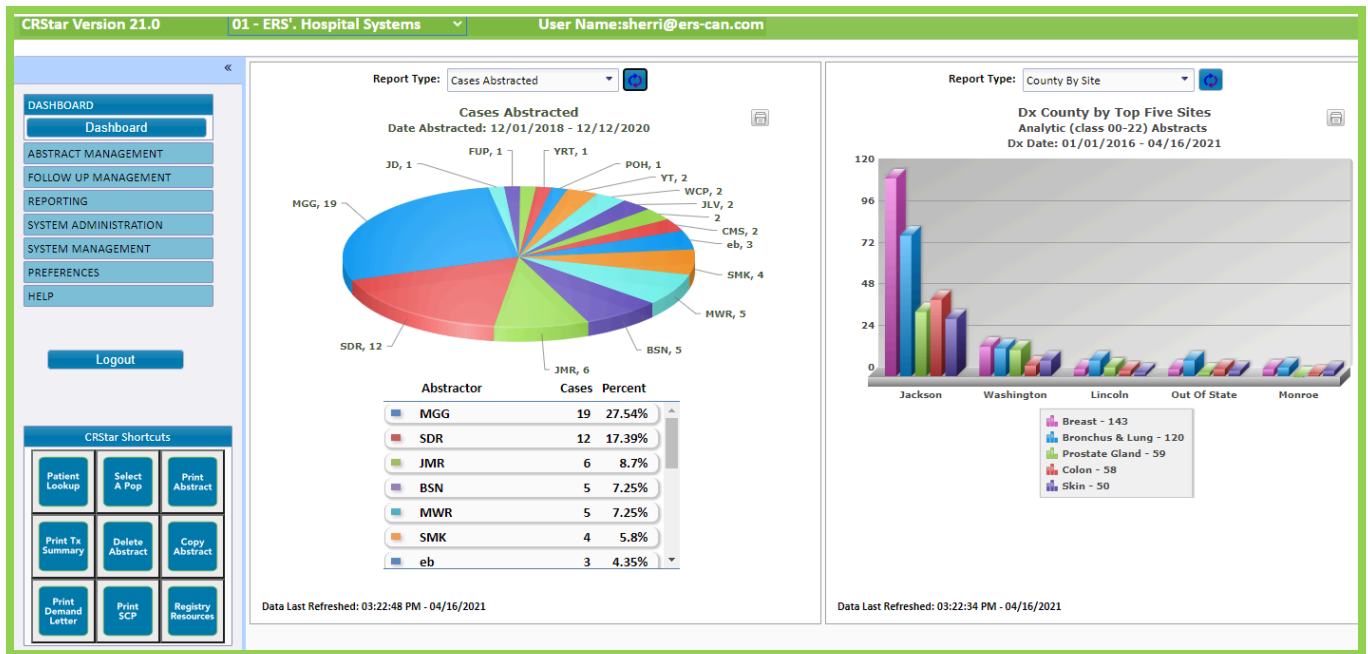 CRStar Version 21.0 01 - ERS'. Hospital Systems User Name:sherri@ers-can.com
«
DASHBOARD
Dashboard
ABSTRACT MANAGEMENT
FOLLOW UP MANAGEMENT
REPORTING
SYSTEM ADMINISTRATION
SYSTEM MANAGEMENT
PREFERENCES
HELP
Logout
CRStar Shortcuts
Patient Lookup
Select A Pop
Print Abstract
Print Tx Summary
Delete Abstract
Copy Abstract
Print Demand Letter
Print SCP
Registry Resources
Report Type: Cases Abstracted
Cases Abstracted
Date Abstracted: 12/01/2018 - 12/12/2020
FUP, 1
YRT, 1
JD, 1
POH, 1
YT, 2
WCP, 2
MGG, 19
JLV, 2
2
CMS, 2
eb, 3
SMK, 4
MWR, 5
SDR, 12
BSN, 5
JMR, 6
Abstractor Cases Percent
MGG 19 27.54%
SDR 12 17.39%
JMR 6 8.7%
BSN 5 7.25%
MWR 5 7.25%
SMK 4 5.8%
eb 3 4.35%
Data Last Refreshed: 03:22:48 PM - 04/16/2021
Report Type: County By Site
Dx County by Top Five Sites
Analytic (class 00-22) Abstracts
Dx Date: 01/01/2016 - 04/16/2021
120
96
72
48
24
0
Jackson Washington Lincoln Out Of State Monroe
Breast - 143
Bronchus & Lung - 120
Prostate Gland - 59
Colon - 58
Skin - 50
Data Last Refreshed: 03:22:34 PM - 04/16/2021